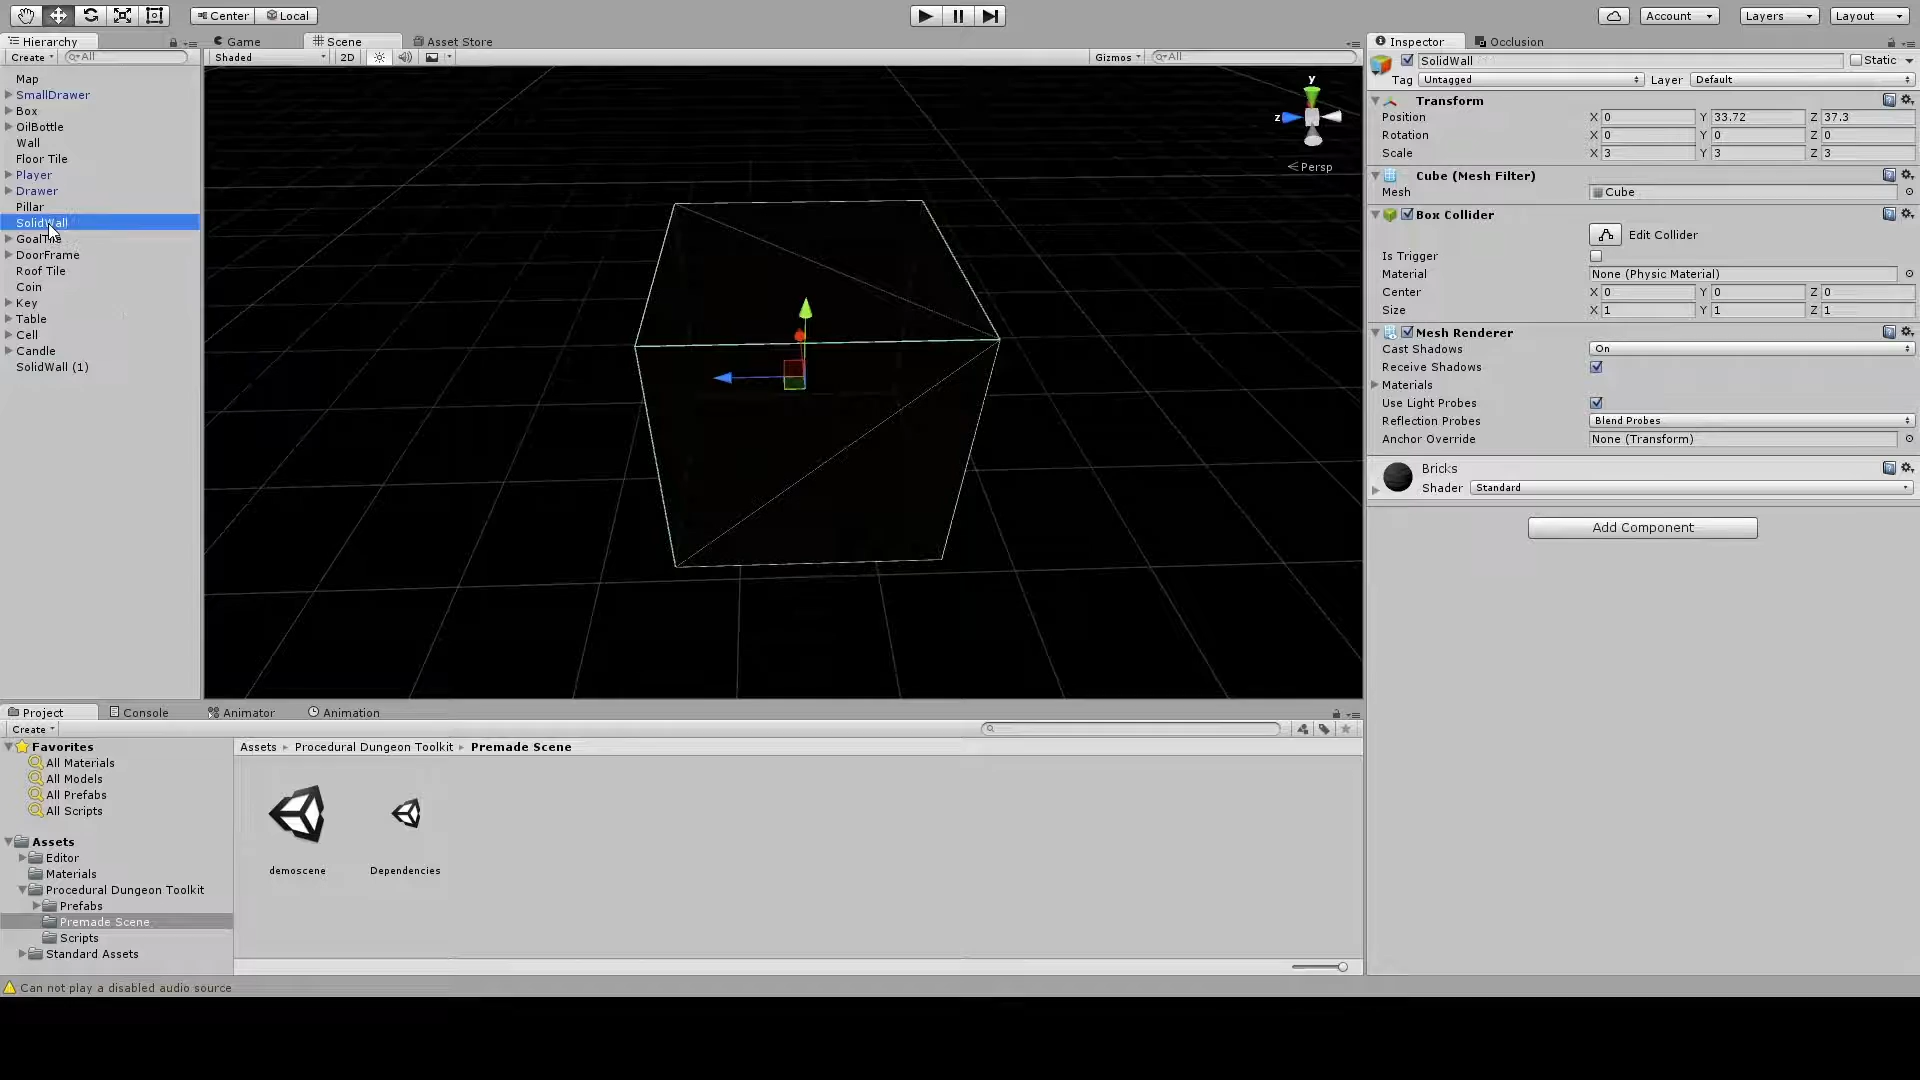 Center Local
Account Layers Layout
Hierarchy
Create All
Map
SmallDrawer
Box
OilBottle
Wall
Floor Tile
Player
Drawer
Pillar
SolidWall
GoalTile
DoorFrame
Roof Tile
Coin
Key
Table
Cell
Candle
SolidWall (1)
Game Scene Asset Store
Shaded 2D Gizmos All
y
z
Persp
Inspector Occlusion
SolidWall Static
Tag Untagged Layer Default
Transform
Position X 0 Y 33.72 Z 37.3
Rotation X 0 Y 0 Z 0
Scale X 3 Y 3 Z 3
Cube (Mesh Filter)
Mesh Cube
Box Collider
Edit Collider
Is Trigger
Material None (Physic Material)
Center X 0 Y 0 Z 0
Size X 1 Y 1 Z 1
Mesh Renderer
Cast Shadows On
Receive Shadows
Materials
Use Light Probes
Reflection Probes Blend Probes
Anchor Override None (Transform)
Bricks
Shader Standard
Add Component
Project Console Animator Animation
Create
Favorites
All Materials
All Models
All Prefabs
All Scripts
Assets
Editor
Materials
Procedural Dungeon Toolkit
Prefabs
Premade Scene
Scripts
Standard Assets
Assets Procedural Dungeon Toolkit Premade Scene
demoscene Dependencies
Can not play a disabled audio source